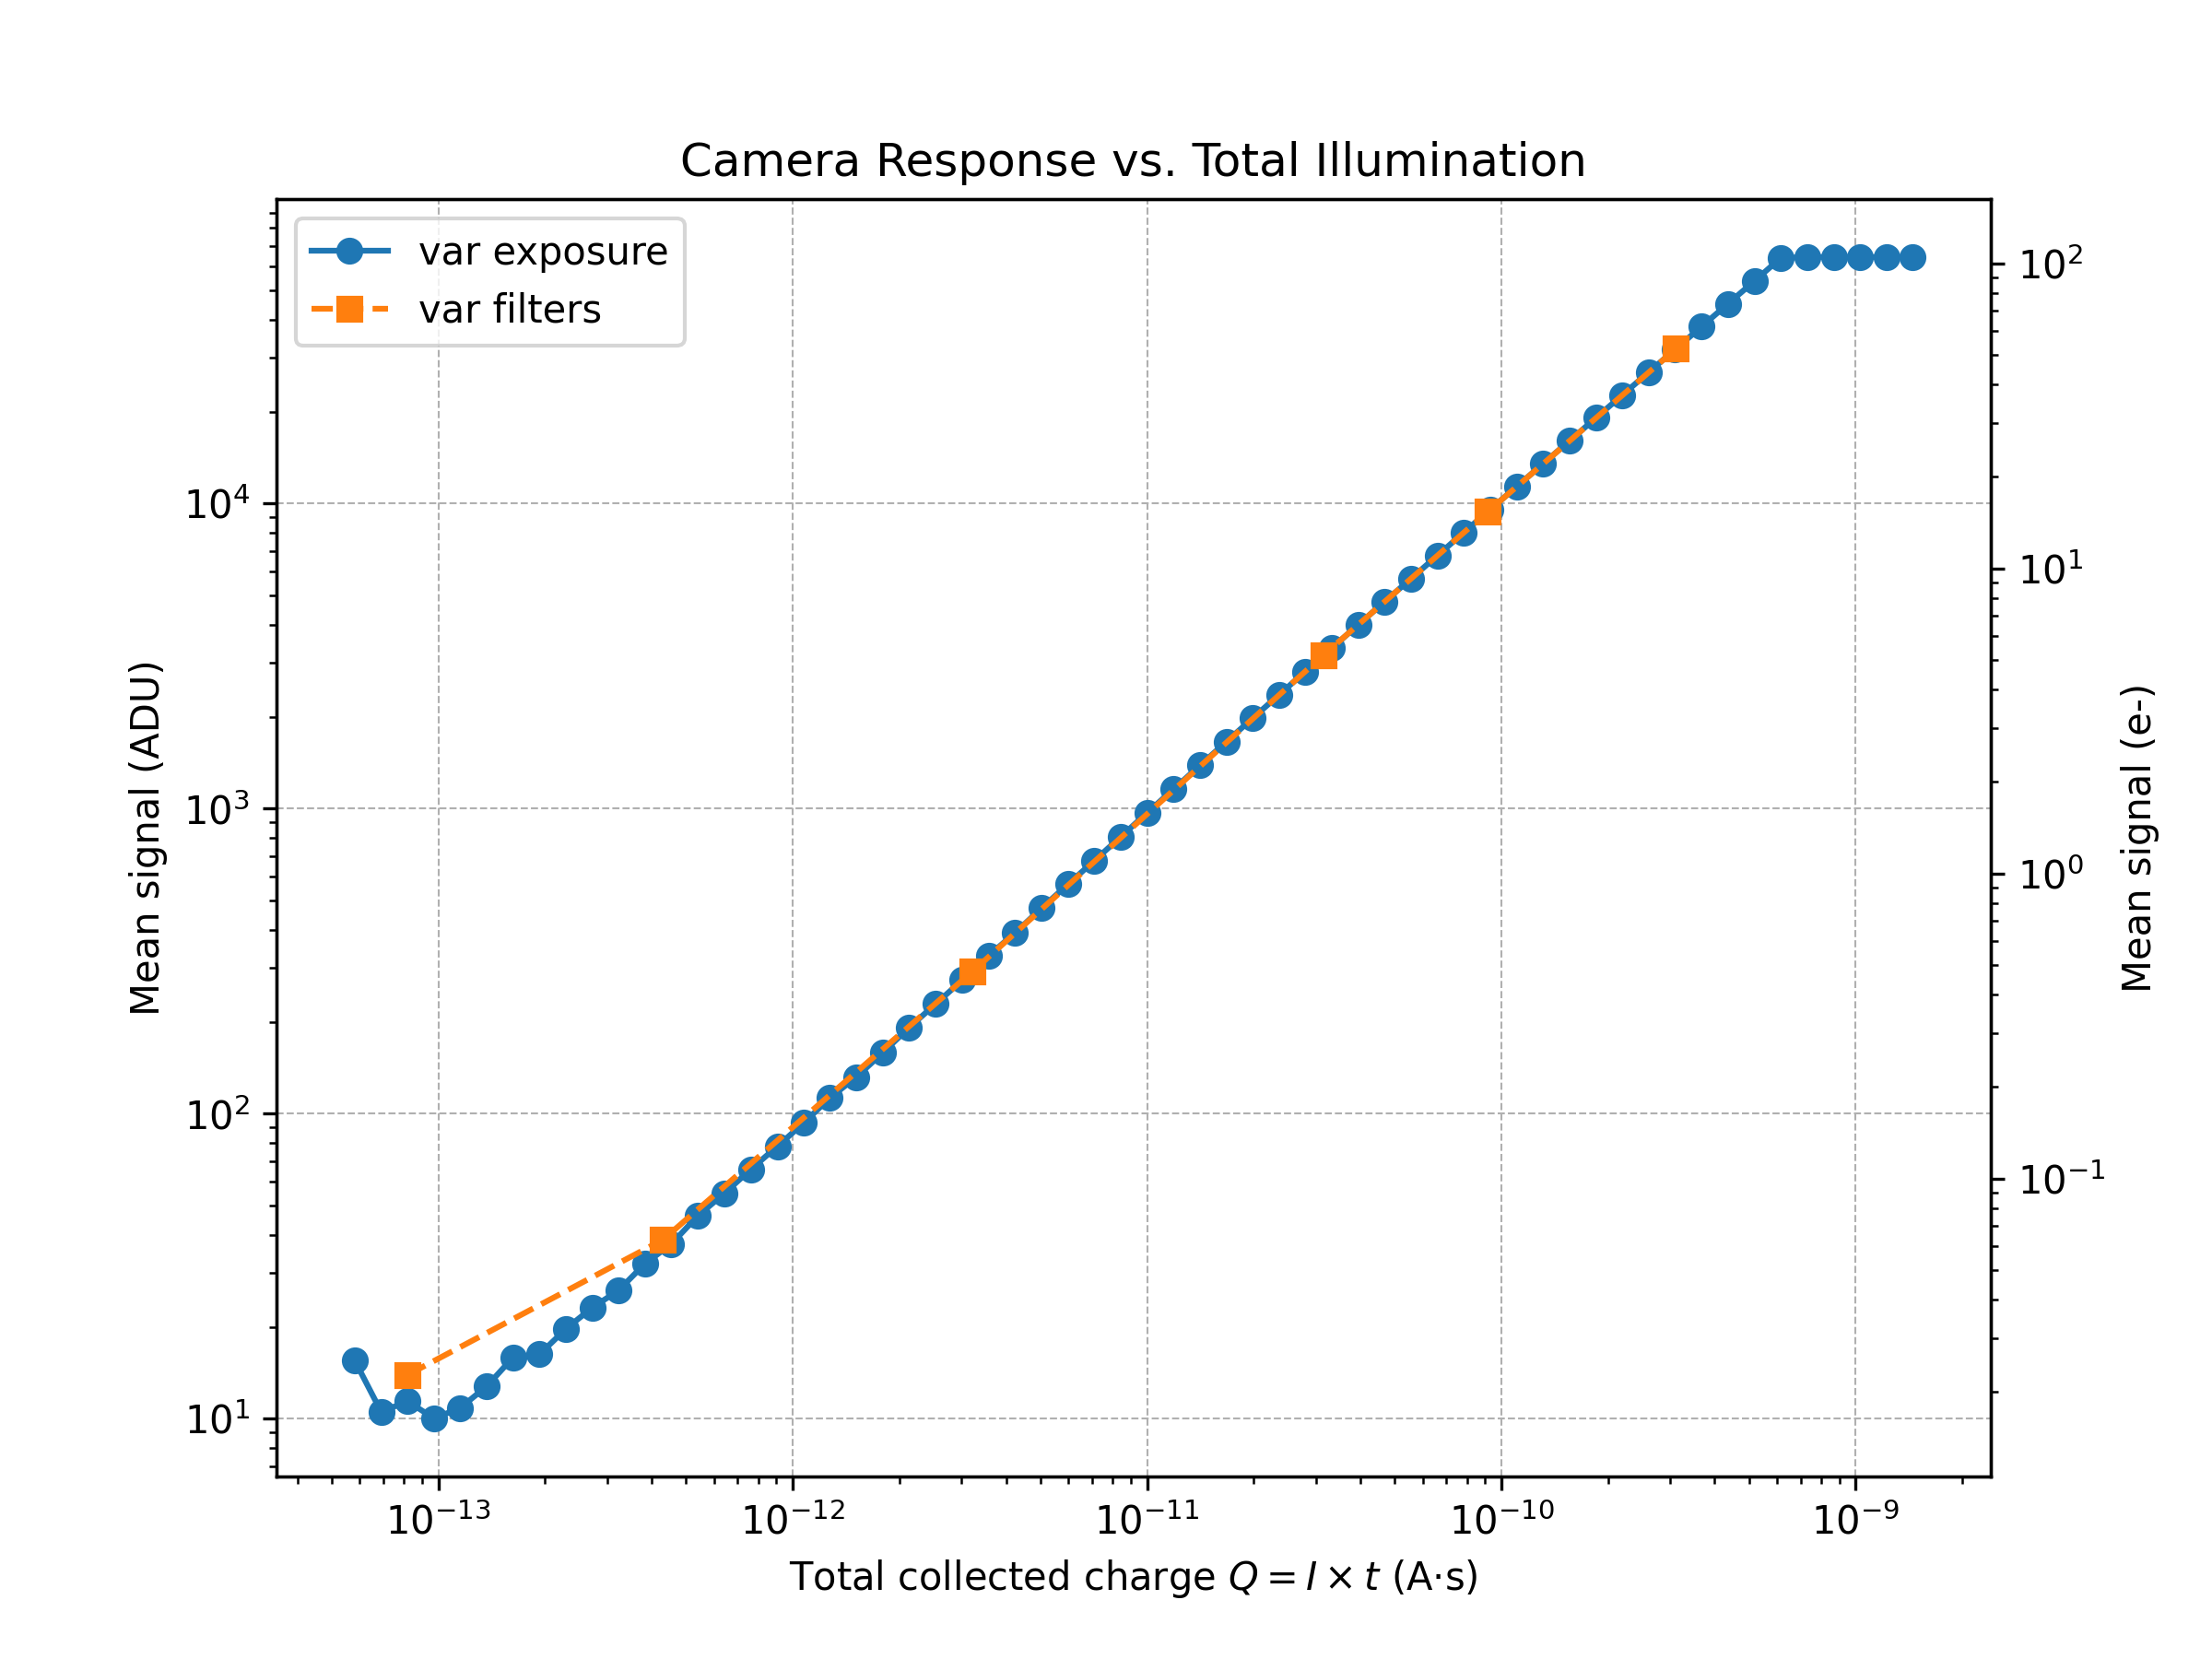 Camera Response vs. Total Illumination
var exposure
var filters
Mean signal (ADU)
10⁴
10³
10²
10¹
10²
10¹
10⁰
10⁻¹
Mean signal (e-)
10⁻¹³ 10⁻¹² 10⁻¹¹ 10⁻¹⁰ 10⁻⁹
Total collected charge Q = I × t (A·s)